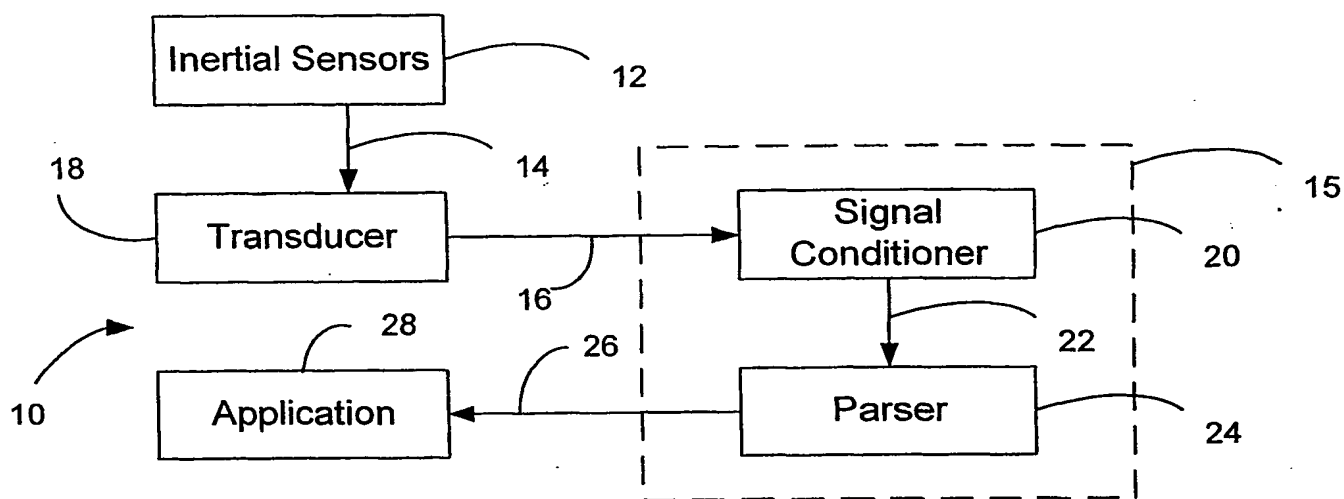 Inertial Sensors
12
14
18
Transducer
16
15
Signal
Conditioner
20
22
10
28
Application
26
Parser
24